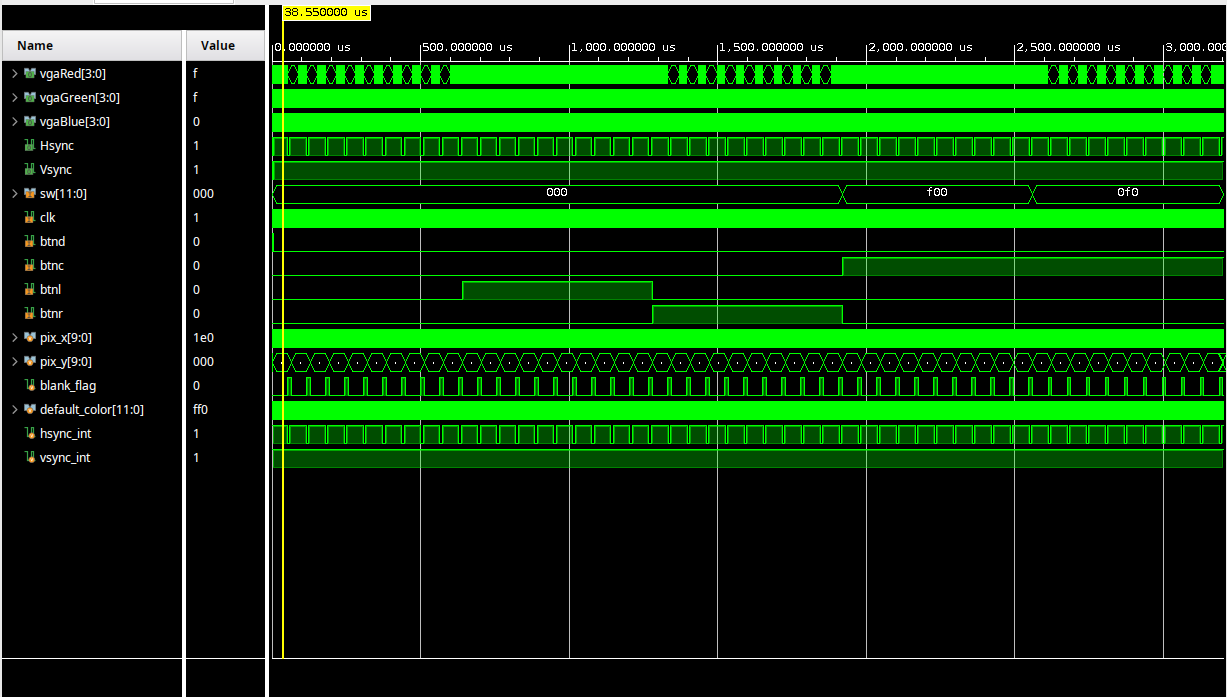 38.550000 us
Name Value
0.000000 us 500.000000 us 1,000.000000 us 1,500.000000 us 2,000.000000 us 2,500.000000 us 3,000.000
vgaRed[3:0] f
vgaGreen[3:0] f
vgaBlue[3:0] 0
Hsync 1
Vsync 1
sw[11:0] 000 000 f00 0f0
clk 1
btnd 0
btnc 0
btnl 0
btnr 0
pix_x[9:0] 1e0
pix_y[9:0] 000
blank_flag 0
default_color[11:0] ff0
hsync_int 1
vsync_int 1